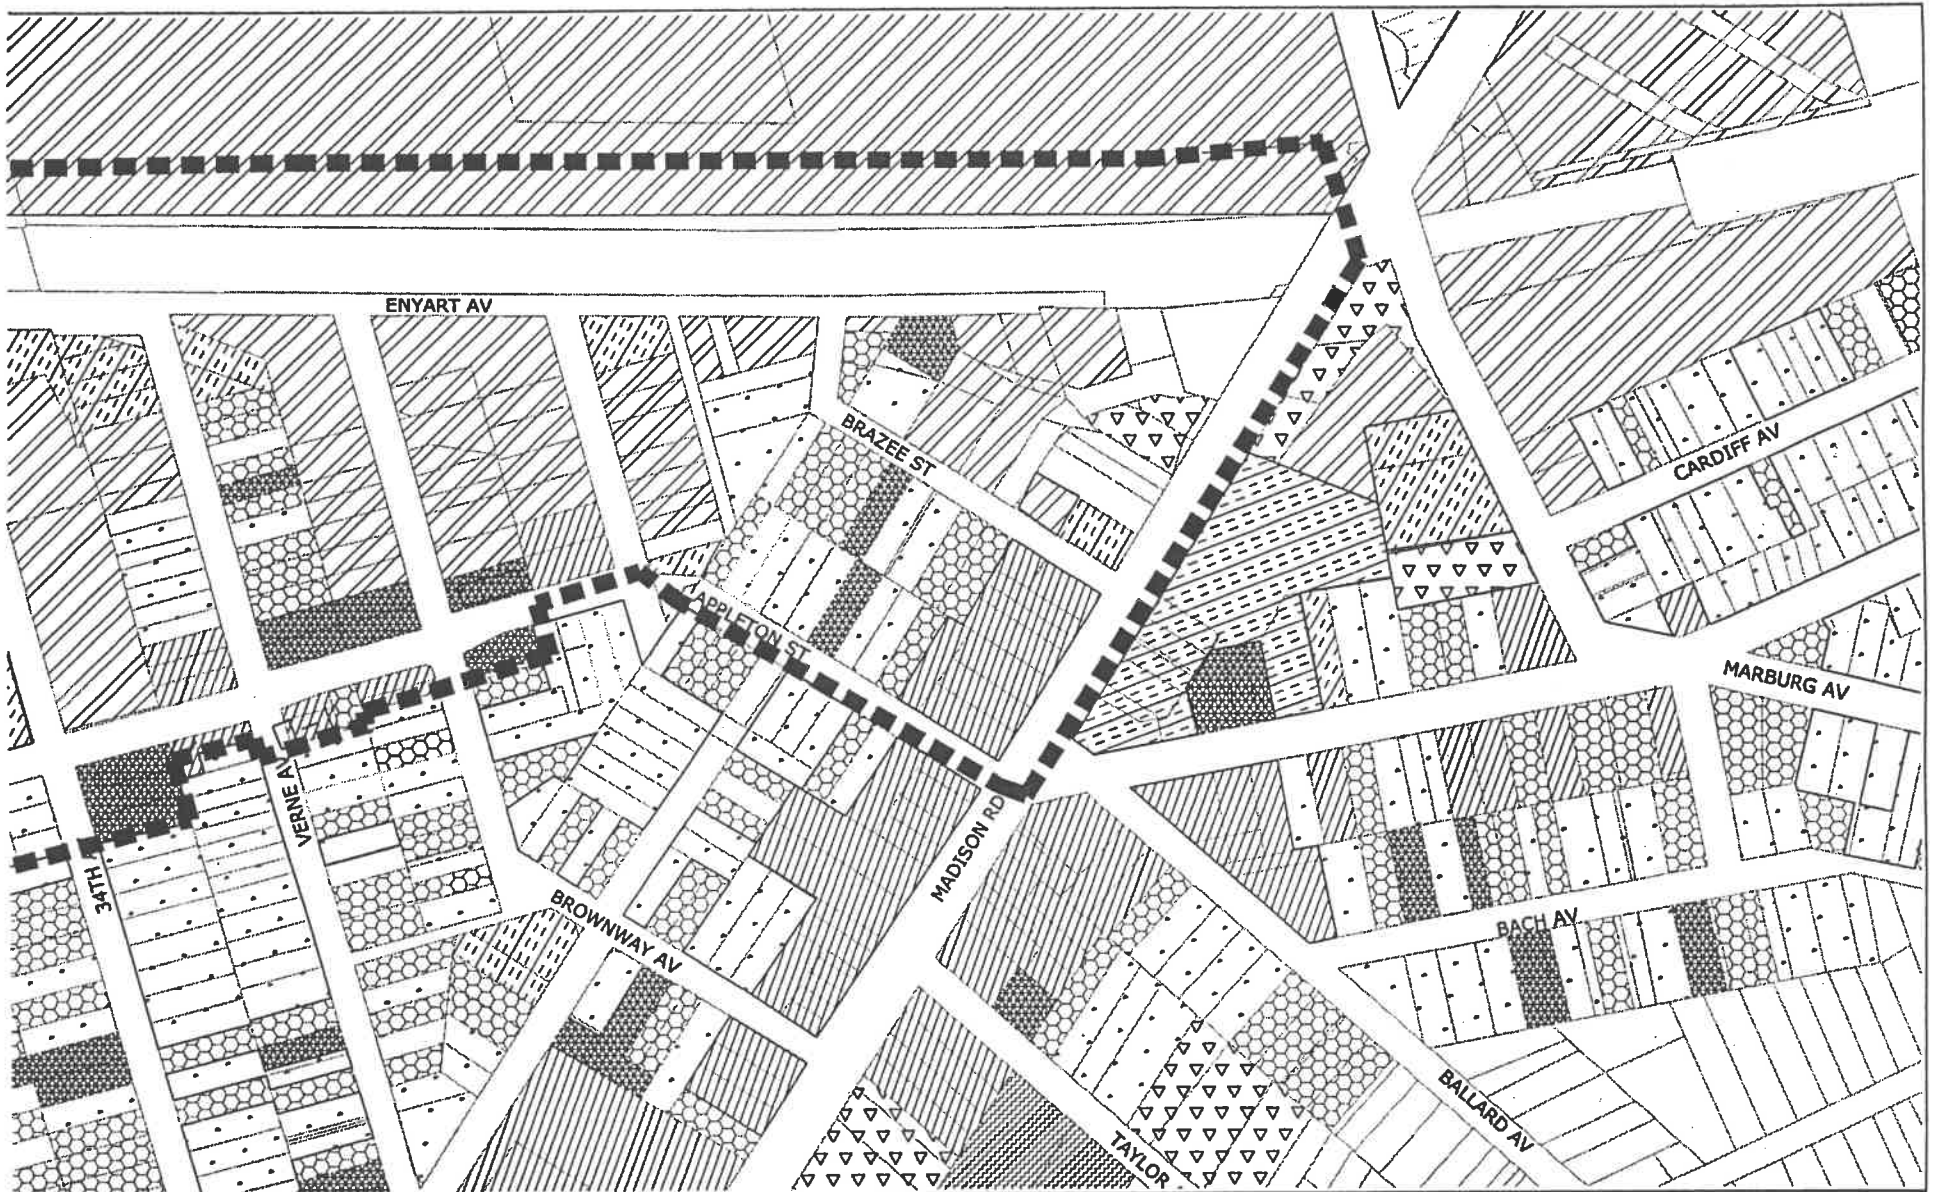 ENYART AV
BRAZEE ST
CARDIFF AV
APPLETON ST
MARBURG AV
VERNE AV
MADISON RD
34TH
BROWNWAY AV
BACH AV
BALLARD AV
TAYLOR